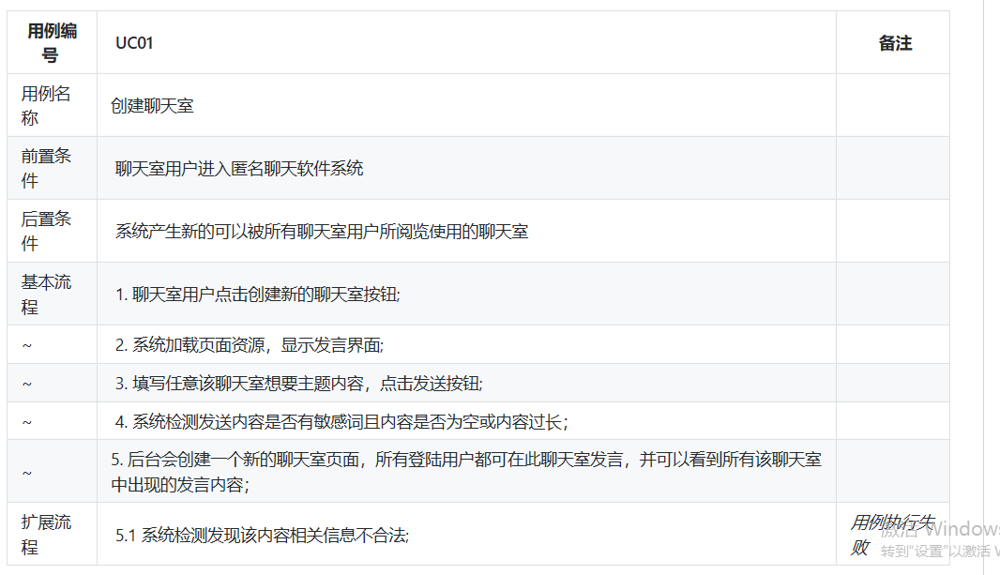 用例编
号
UC01
备注
用例名
称
创建聊天室
前置条
件
聊天室用户进入匿名聊天软件系统
后置条
件
系统产生新的可以被所有聊天室用户所阅览使用的聊天室
基本流
程
1. 聊天室用户点击创建新的聊天室按钮;
~
2. 系统加载页面资源，显示发言界面;
~
3. 填写任意该聊天室想要主题内容，点击发送按钮;
~
4. 系统检测发送内容是否有敏感词且内容是否为空或内容过长；
~
5. 后台会创建一个新的聊天室页面，所有登陆用户都可在此聊天室发言，并可以看到所有该聊天室
中出现的发言内容；
扩展流
程
5.1 系统检测发现该内容相关信息不合法;
用例执行失
败
激活 Windows
转到"设置"以激活 W